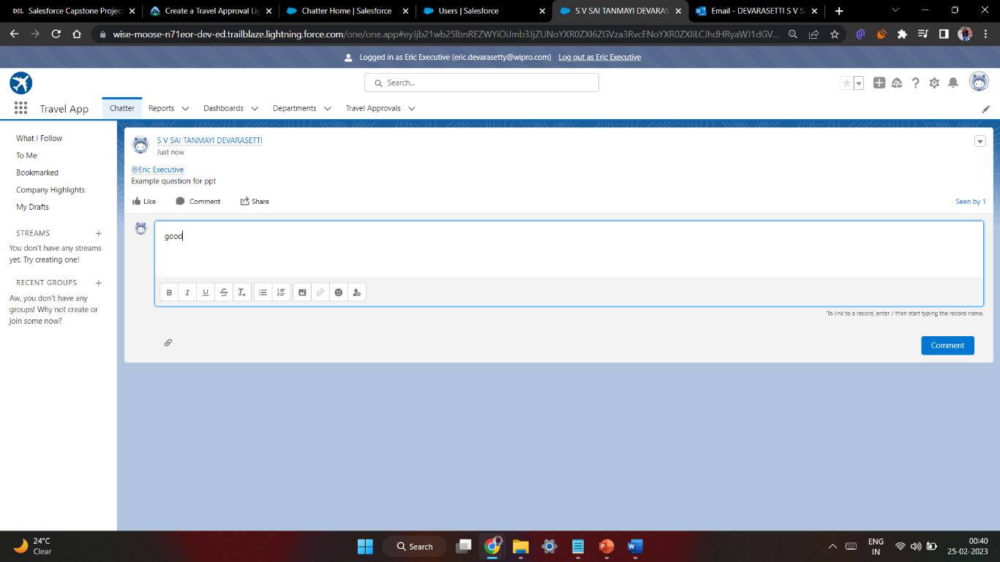 D2L Salesforce Capstone Project
Create a Travel Approval Lig
Chatter Home | Salesforce
Users | Salesforce
S V SAI TANMAYI DEVARAS
Email - DEVARASETTI S V S
wise-moose-n71eor-dev-ed.trailblaze.lightning.force.com/one/one.app#eyJjb21wb25lbnREZWYiOiJmb3JjZUNoYXR0ZXI6ZGVza3RvcENoYXR0ZXIiLCJhdHRyaWJ1dGV...
Logged in as Eric Executive (eric.devarasetty@wipro.com) Log out as Eric Executive
Search...
Travel App
Chatter Reports Dashboards Departments Travel Approvals
What I Follow
To Me
Bookmarked
Company Highlights
My Drafts
STREAMS
You don't have any streams
yet. Try creating one!
RECENT GROUPS
Aw, you don't have any
groups! Why not create or
join some now?
S V SAI TANMAYI DEVARASETTI
Just now
@Eric Executive
Example question for ppt
Like Comment Share Seen by 1
good
B I U S Tx
To link to a record, enter / then start typing the record name.
Comment
24°C
Clear
Search
ENG
IN
00:40
25-02-2023